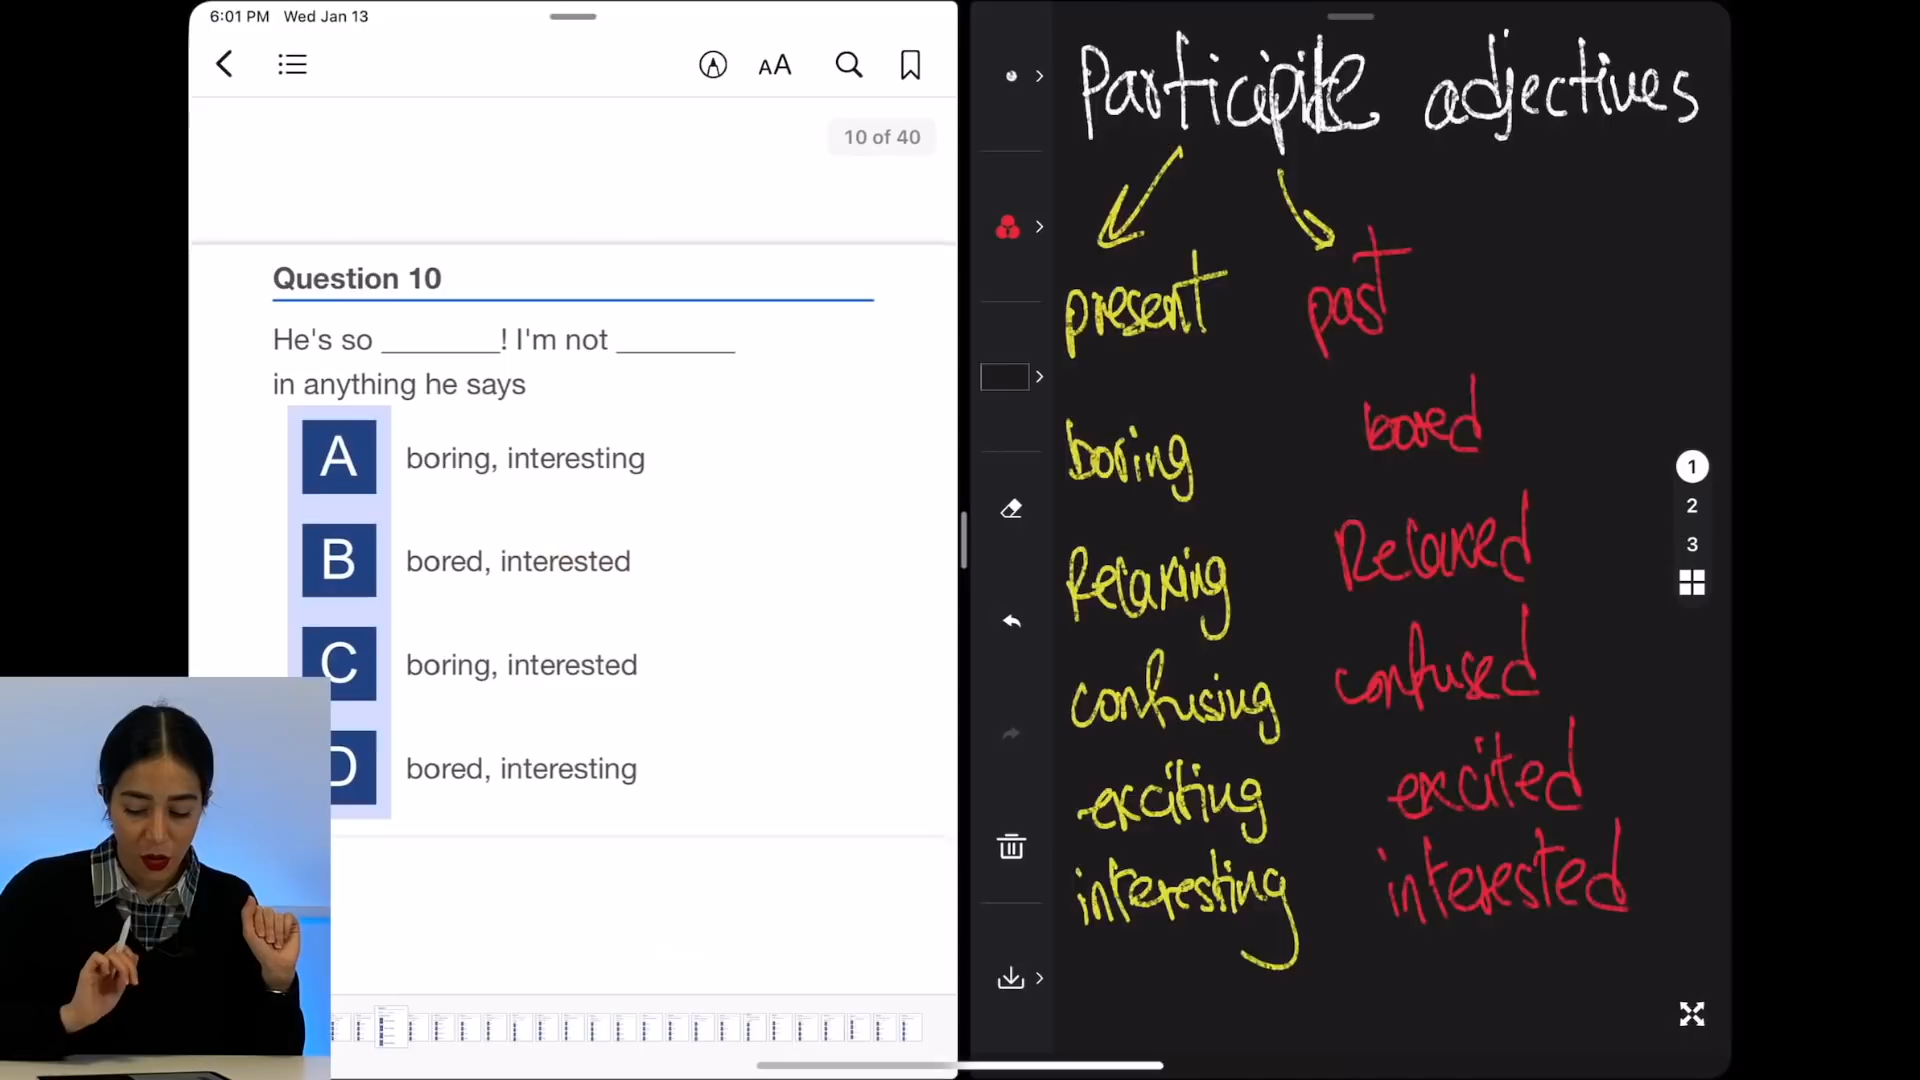 6:01 PM Wed Jan 13
AA
10 of 40
Question 10
He's so ________! I'm not ________
in anything he says
A boring, interesting
B bored, interested
C boring, interested
D bored, interesting
Participle adjectives
present past
boring bored
Relaxing Relaxed
confusing confused
exciting excited
interesting interested
1
2
3